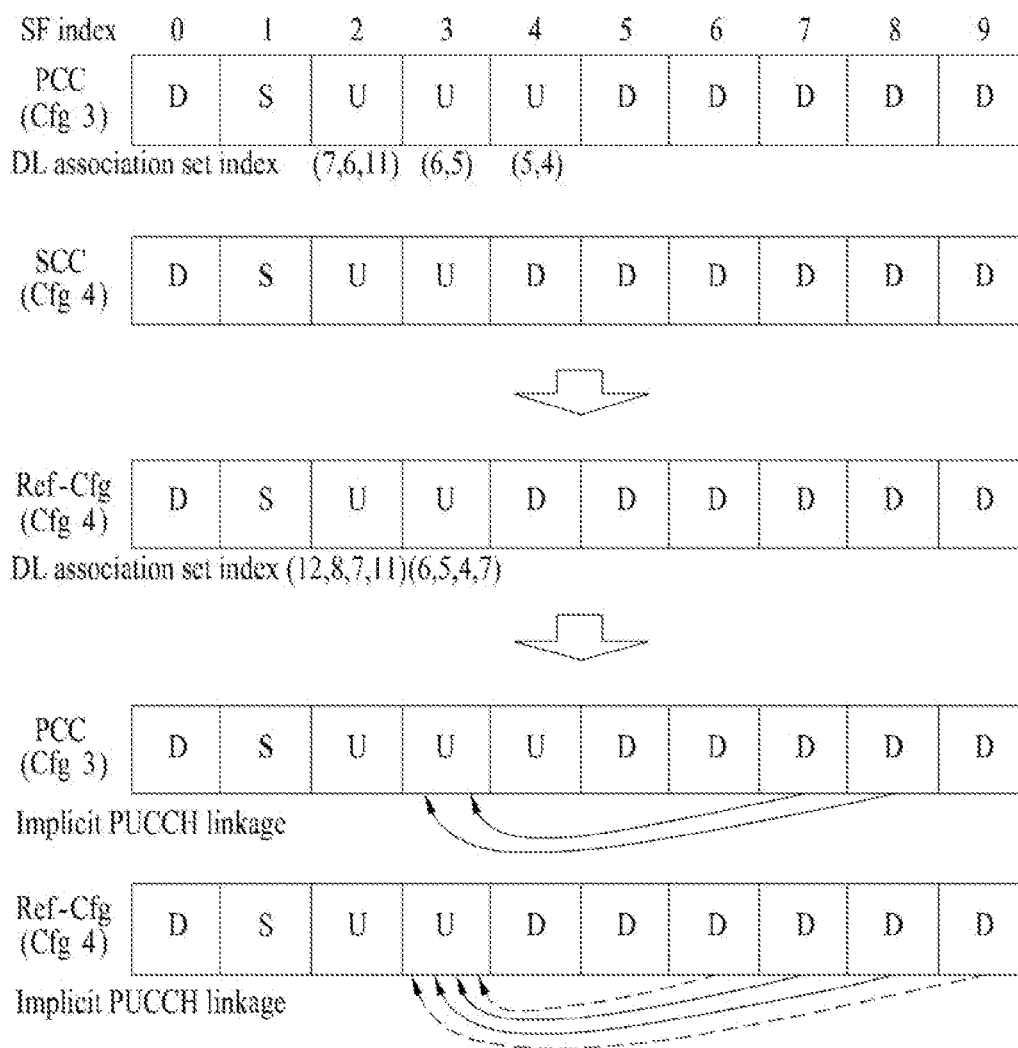 SF index 0 1 2 3 4 5 6 7 8 9
PCC
(Cfg 3) D S U U U D D D D D
DL association set index (7,6,11) (6,5) (5,4)
SCC
(Cfg 4) D S U U D D D D D D
Ref-Cfg
(Cfg 4) D S U U D D D D D D
DL association set index (12,8,7,11)(6,5,4,7)
PCC
(Cfg 3) D S U U U D D D D D
Implicit PUCCH linkage
Ref-Cfg
(Cfg 4) D S U U D D D D D D
Implicit PUCCH linkage